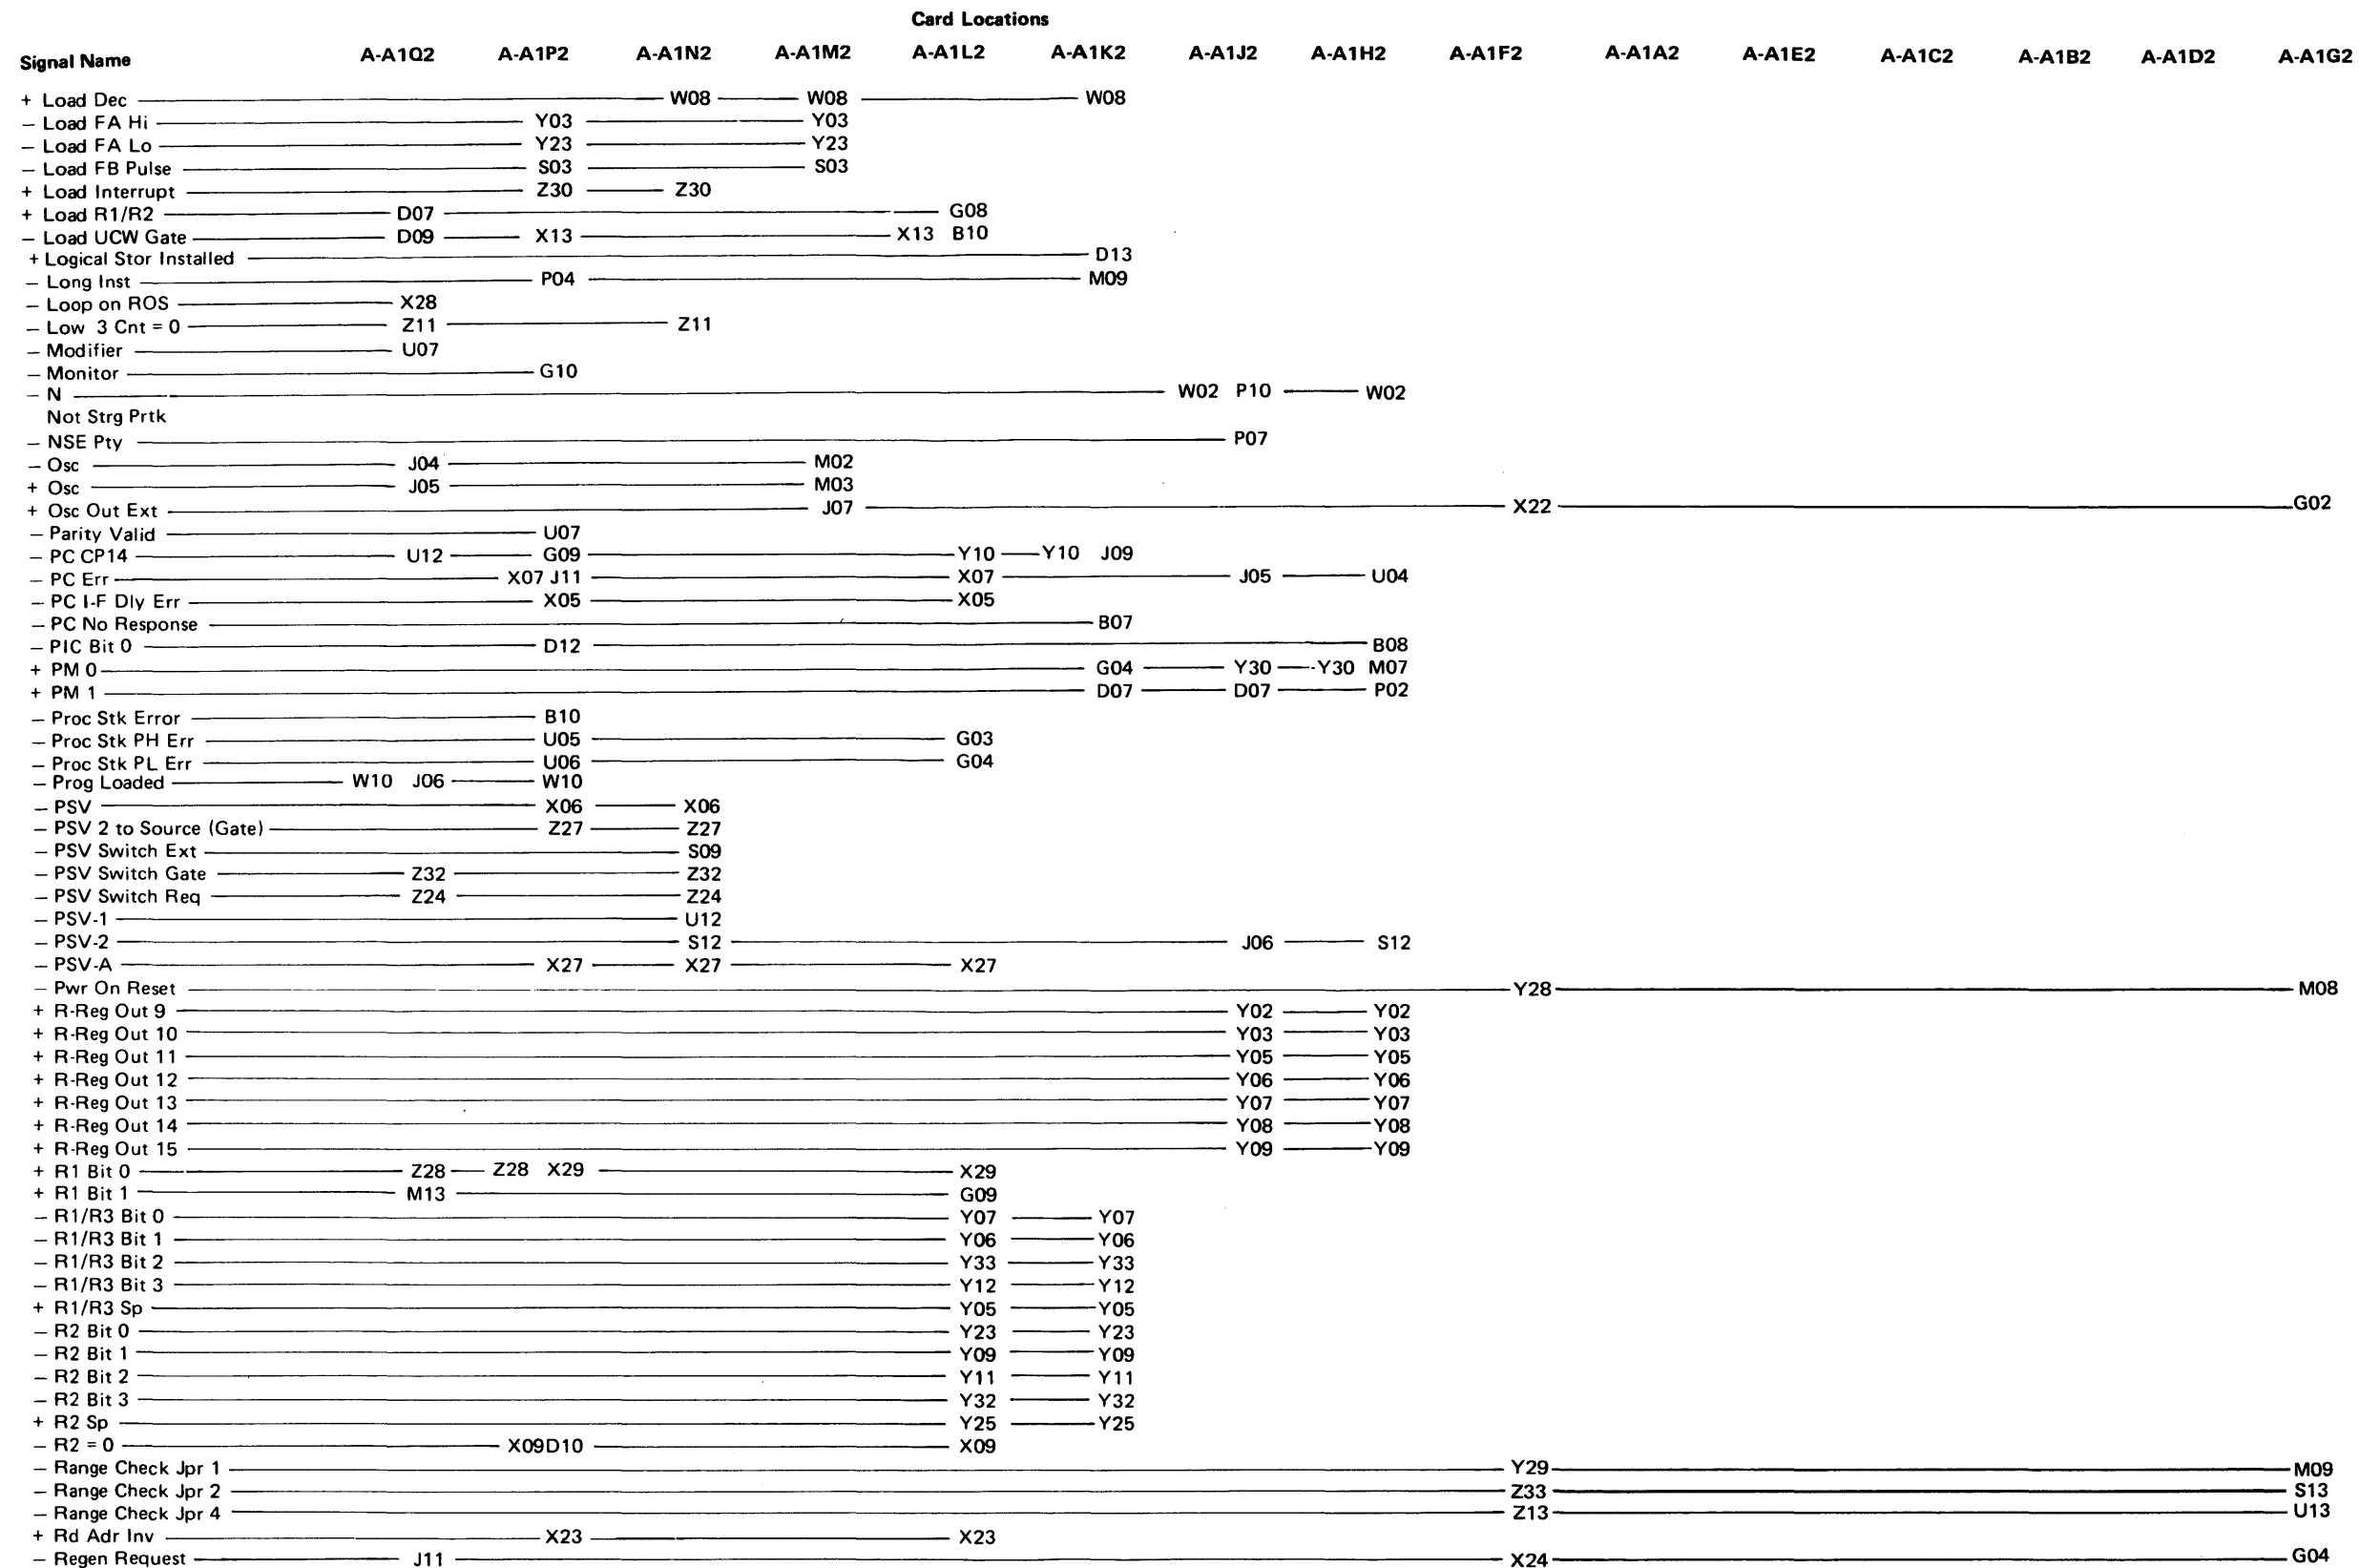 Card Locations
Signal Name A-A1Q2 A-A1P2 A-A1N2 A-A1M2 A-A1L2 A-A1K2 A-A1J2 A-A1H2 A-A1F2 A-A1A2 A-A1E2 A-A1C2 A-A1B2 A-A1D2 A-A1G2
+ Load Dec W08 W08 W08
− Load FA Hi Y03 Y03
− Load FA Lo Y23 Y23
− Load FB Pulse S03 S03
+ Load Interrupt Z30 Z30
+ Load R1/R2 D07 G08
− Load UCW Gate D09 X13 X13 B10
+ Logical Stor Installed D13
− Long Inst P04 M09
− Loop on ROS X28
− Low 3 Cnt = 0 Z11 Z11
− Modifier U07
− Monitor G10
− N W02 P10 W02
Not Strg Prtk
− NSE Pty P07
− Osc J04 M02
+ Osc J05 M03
+ Osc Out Ext J07 X22 G02
− Parity Valid U07
− PC CP14 U12 G09 Y10 Y10 J09
− PC Err X07 J11 X07 J05 U04
− PC I-F Dly Err X05 X05
− PC No Response B07
− PIC Bit 0 D12 B08
+ PM 0 G04 Y30 Y30 M07
+ PM 1 D07 D07 P02
− Proc Stk Error B10
− Proc Stk PH Err U05 G03
− Proc Stk PL Err U06 G04
− Prog Loaded W10 J06 W10
− PSV X06 X06
− PSV 2 to Source (Gate) Z27 Z27
− PSV Switch Ext S09
− PSV Switch Gate Z32 Z32
− PSV Switch Req Z24 Z24
− PSV-1 U12
− PSV-2 S12 J06 S12
− PSV-A X27 X27 X27
− Pwr On Reset Y28 M08
+ R-Reg Out 9 Y02 Y02
+ R-Reg Out 10 Y03 Y03
+ R-Reg Out 11 Y05 Y05
+ R-Reg Out 12 Y06 Y06
+ R-Reg Out 13 Y07 Y07
+ R-Reg Out 14 Y08 Y08
+ R-Reg Out 15 Y09 Y09
+ R1 Bit 0 Z28 Z28 X29 X29
+ R1 Bit 1 M13 G09
− R1/R3 Bit 0 Y07 Y07
− R1/R3 Bit 1 Y06 Y06
− R1/R3 Bit 2 Y33 Y33
− R1/R3 Bit 3 Y12 Y12
+ R1/R3 Sp Y05 Y05
− R2 Bit 0 Y23 Y23
− R2 Bit 1 Y09 Y09
− R2 Bit 2 Y11 Y11
− R2 Bit 3 Y32 Y32
+ R2 Sp Y25 Y25
− R2 = 0 X09D10 X09
− Range Check Jpr 1 Y29 M09
− Range Check Jpr 2 Z33 S13
− Range Check Jpr 4 Z13 U13
+ Rd Adr Inv X23 X23
− Regen Request J11 X24 G04